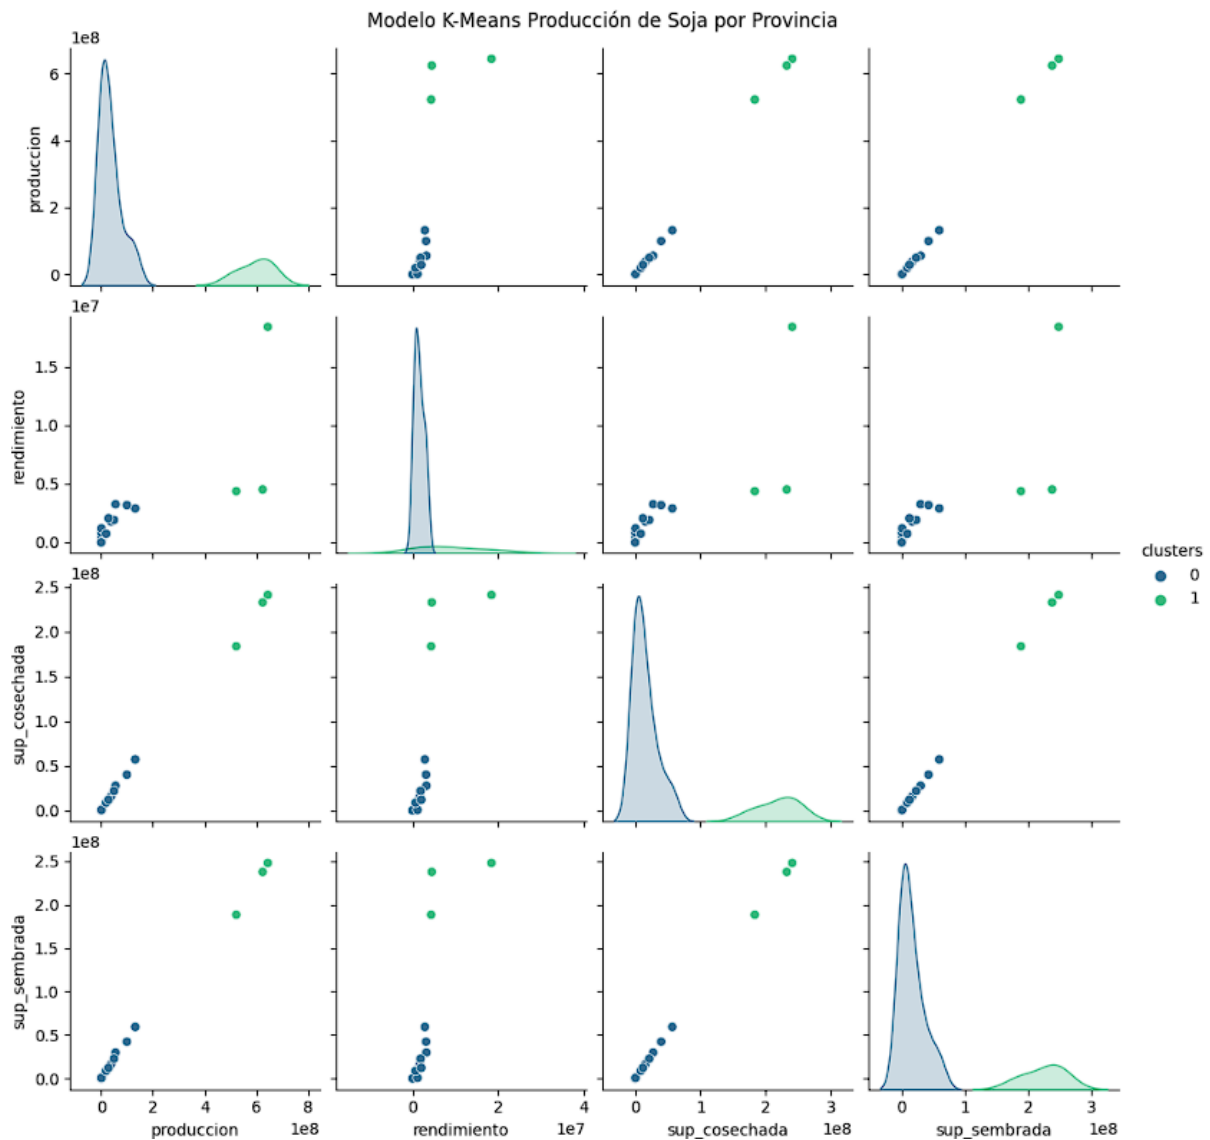 Modelo K-Means Producción de Soja por Provincia
1e8
6
4
2
0
produccion
1e7
1.5
1.0
0.5
0.0
rendimiento
clusters
0
1
1e8
2.5
2.0
1.5
1.0
0.5
0.0
sup_cosechada
1e8
2.5
2.0
1.5
1.0
0.5
0.0
sup_sembrada
0 2 4 6 8 0 2 4 0 1 2 3 0 1 2 3
produccion 1e8 rendimiento 1e7 sup_cosechada 1e8 sup_sembrada 1e8